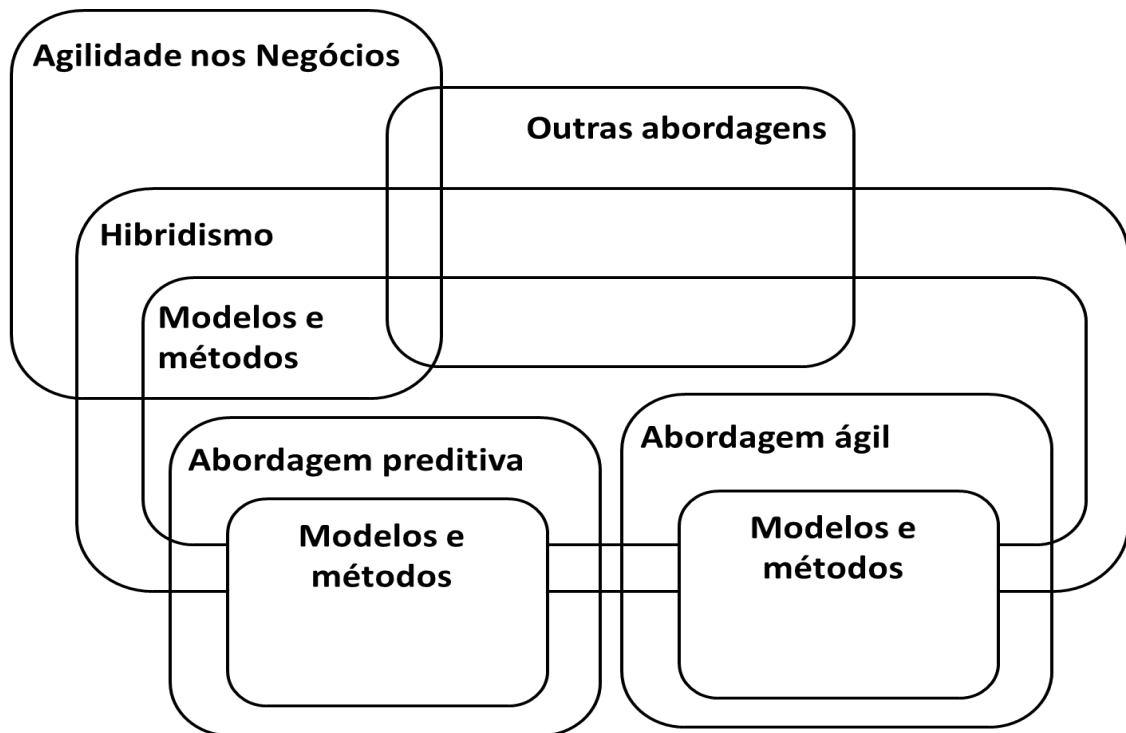 Agilidade nos Negócios
Outras abordagens
Hibridismo
Modelos e
métodos
Abordagem preditiva
Modelos e
métodos
Abordagem ágil
Modelos e
métodos